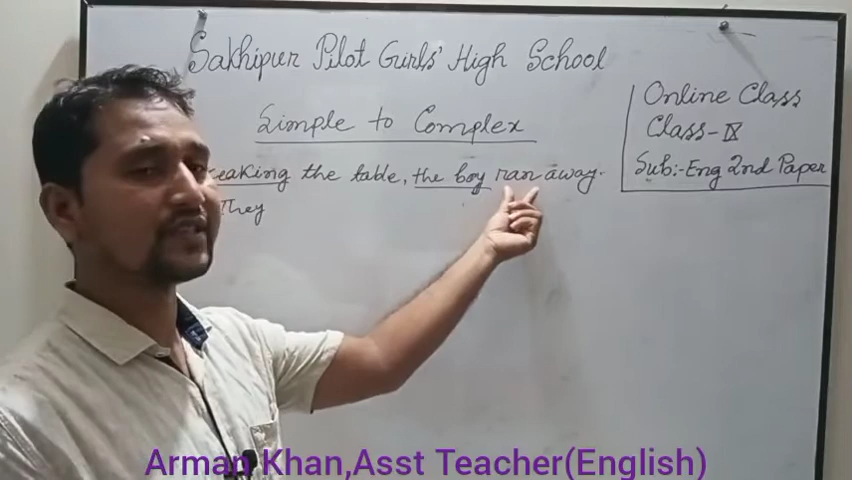 Sakhipur Pilot Girls' High School
Simple to Complex
Online Class
Class-IX
Sub:-Eng 2nd Paper
eaking the table, the boy ran away.
They
Arman Khan,Asst Teacher(English)